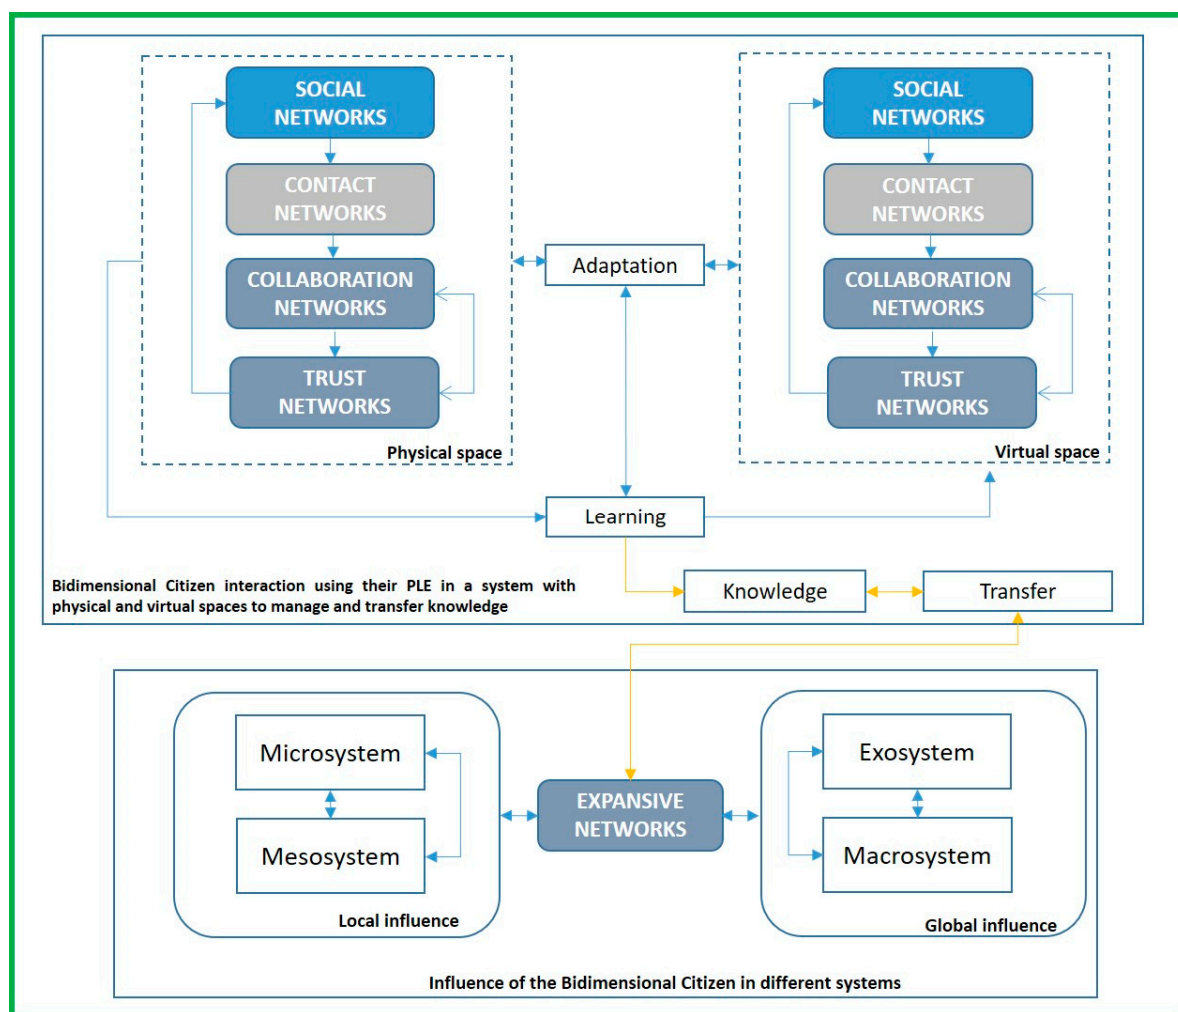 SOCIAL
NETWORKS
CONTACT
NETWORKS
COLLABORATION
NETWORKS
TRUST
NETWORKS
Physical space
Adaptation
SOCIAL
NETWORKS
CONTACT
NETWORKS
COLLABORATION
NETWORKS
TRUST
NETWORKS
Virtual space
Learning
Bidimensional Citizen interaction using their PLE in a system with
physical and virtual spaces to manage and transfer knowledge
Knowledge
Transfer
Microsystem
Mesosystem
Local influence
EXPANSIVE
NETWORKS
Exosystem
Macrosystem
Global influence
Influence of the Bidimensional Citizen in different systems